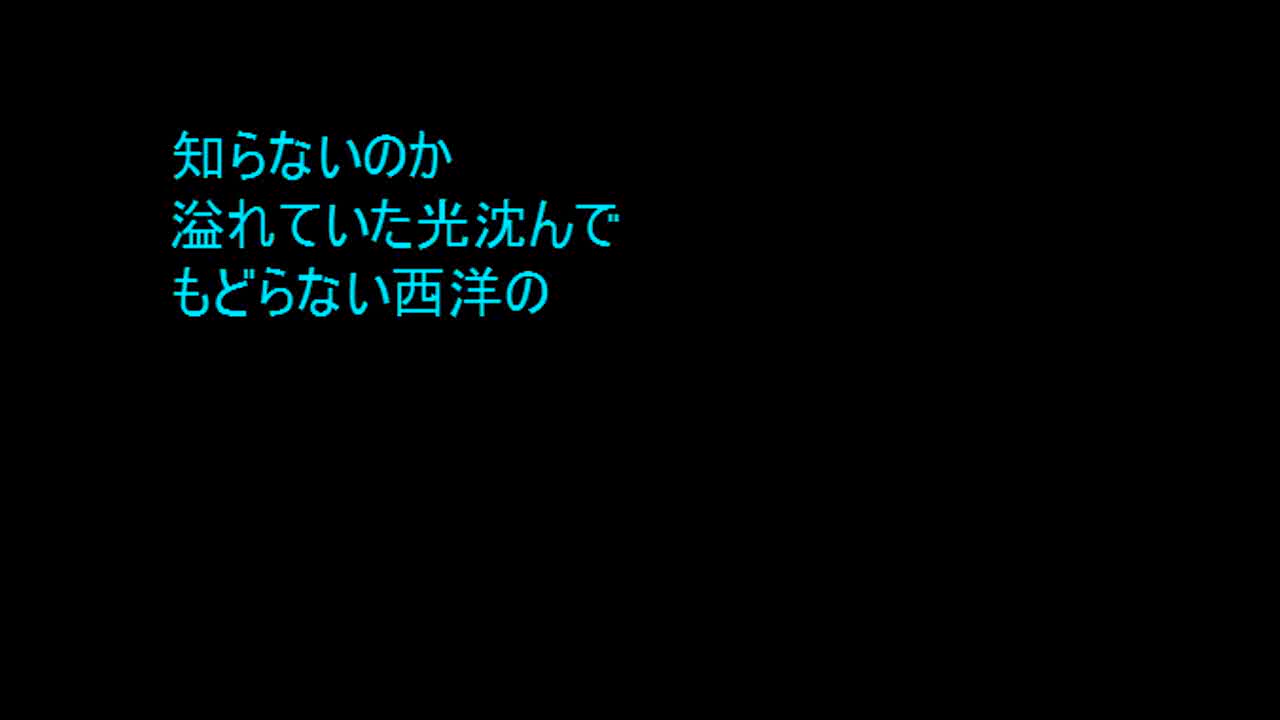 知らないのか
溢れていた光沈んで
もどらない西洋の